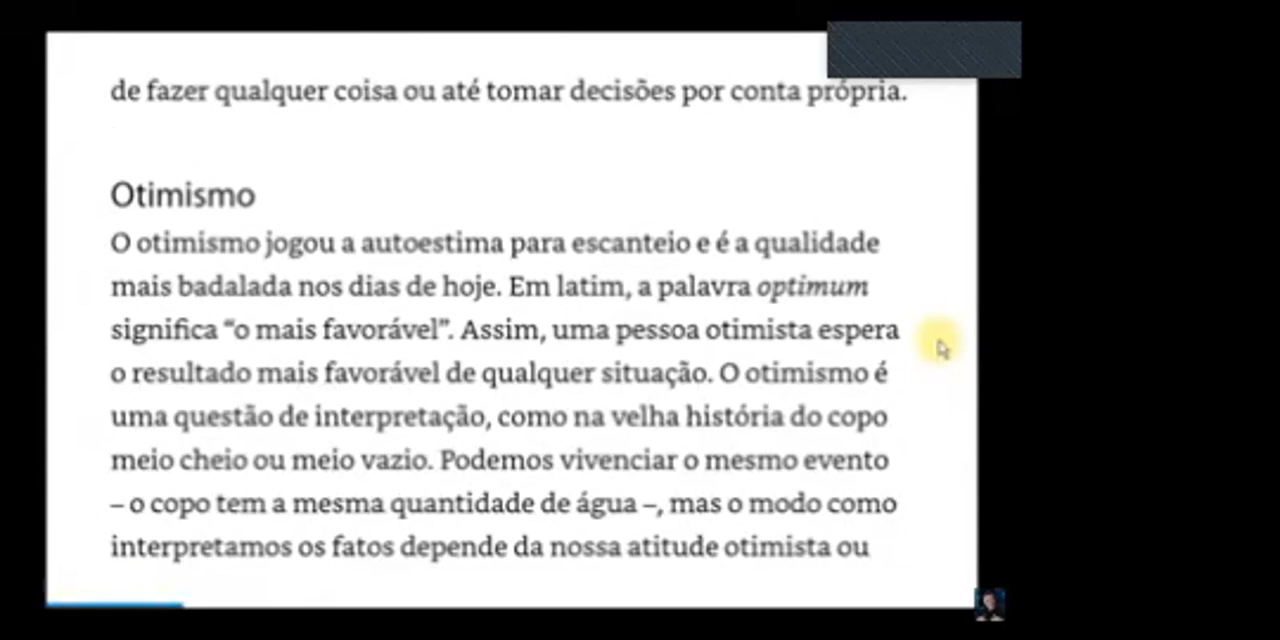 de fazer qualquer coisa ou até tomar decisões por conta própria.
Otimismo
O otimismo jogou a autoestima para escanteio e é a qualidade
mais badalada nos dias de hoje. Em latim, a palavra optimum
significa “o mais favorável”. Assim, uma pessoa otimista espera
o resultado mais favorável de qualquer situação. O otimismo é
uma questão de interpretação, como na velha história do copo
meio cheio ou meio vazio. Podemos vivenciar o mesmo evento
– o copo tem a mesma quantidade de água –, mas o modo como
interpretamos os fatos depende da nossa atitude otimista ou